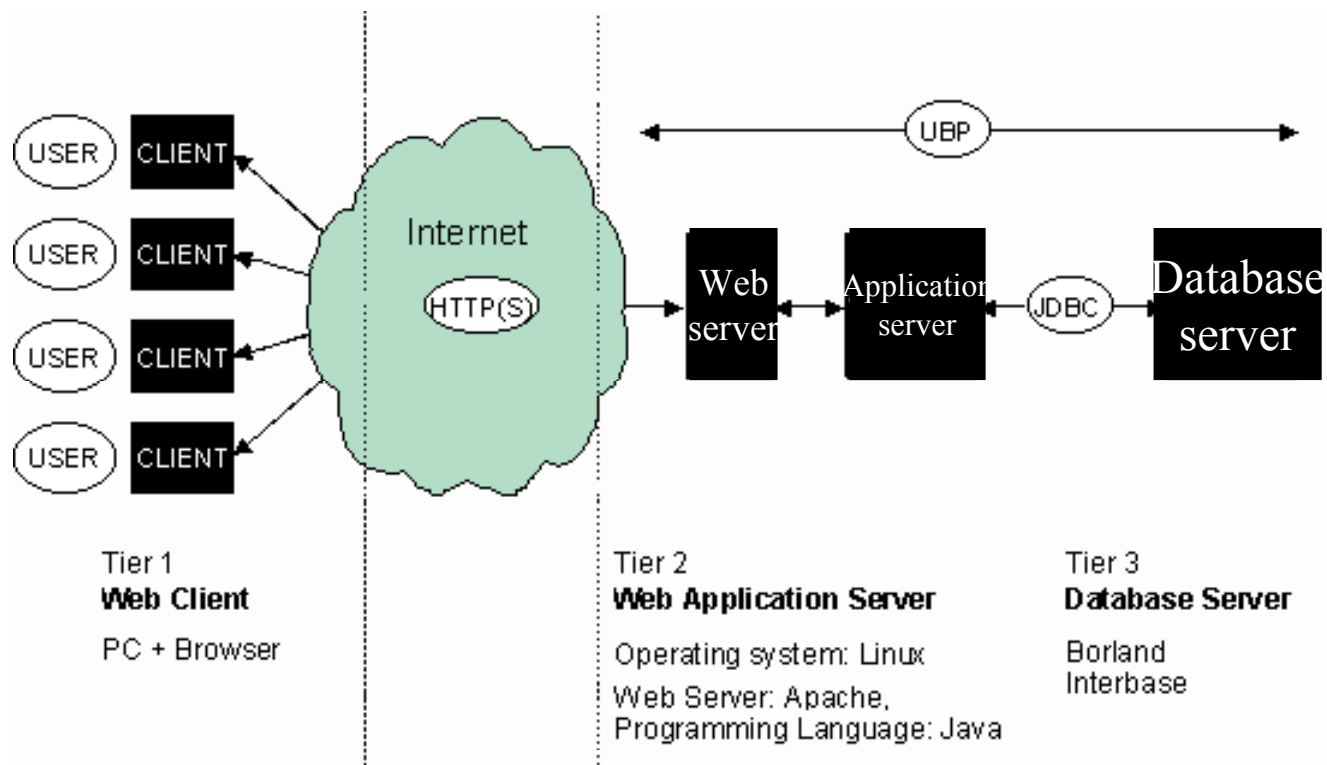 UBP
USER
CLIENT
USER
CLIENT
USER
CLIENT
USER
CLIENT
Internet
HTTP(S)
Web
server
Application
server
JDBC
Database
server
Tier 1
Web Client
PC + Browser
Tier 2
Web Application Server
Operating system: Linux
Web Server: Apache,
Programming Language: Java
Tier 3
Database Server
Borland
Interbase